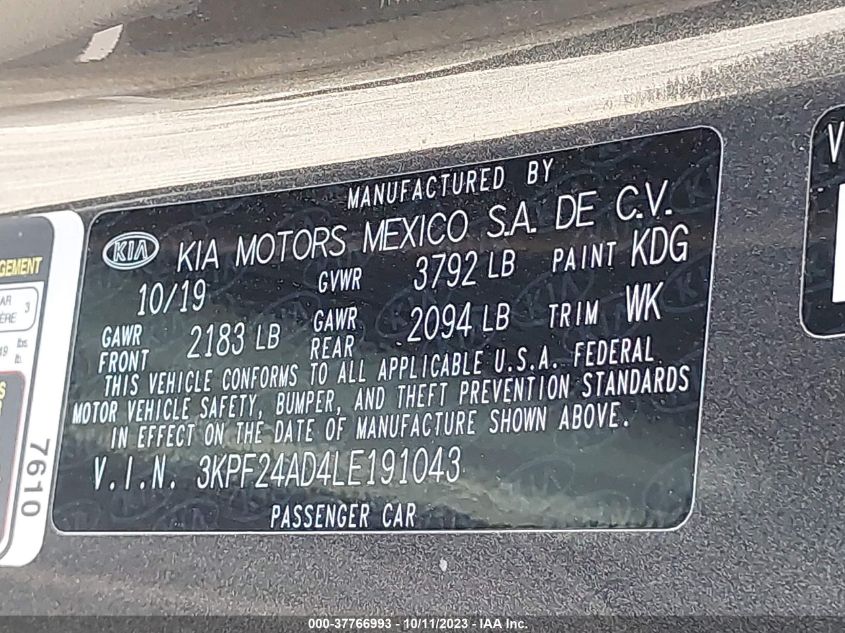 MANUFACTURED BY
KIA KIA MOTORS MEXICO S.A. DE C.V.
10/19 GVWR 3792 LB PAINT KDG
GAWR FRONT 2183 LB GAWR REAR 2094 LB TRIM WK
THIS VEHICLE CONFORMS TO ALL APPLICABLE U.S.A. FEDERAL
MOTOR VEHICLE SAFETY, BUMPER, AND THEFT PREVENTION STANDARDS
IN EFFECT ON THE DATE OF MANUFACTURE SHOWN ABOVE.
V.I.N. 3KPF24AD4LE191043
PASSENGER CAR
7610
3
lbs
lb.
V
000-37766993 - 10/11/2023 - IAA Inc.